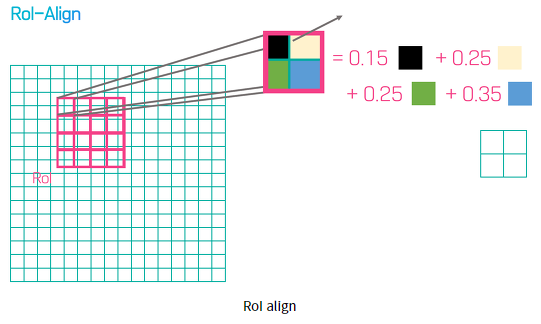 RoI-Align
= 0.15 + 0.25
+ 0.25 + 0.35
RoI
RoI align